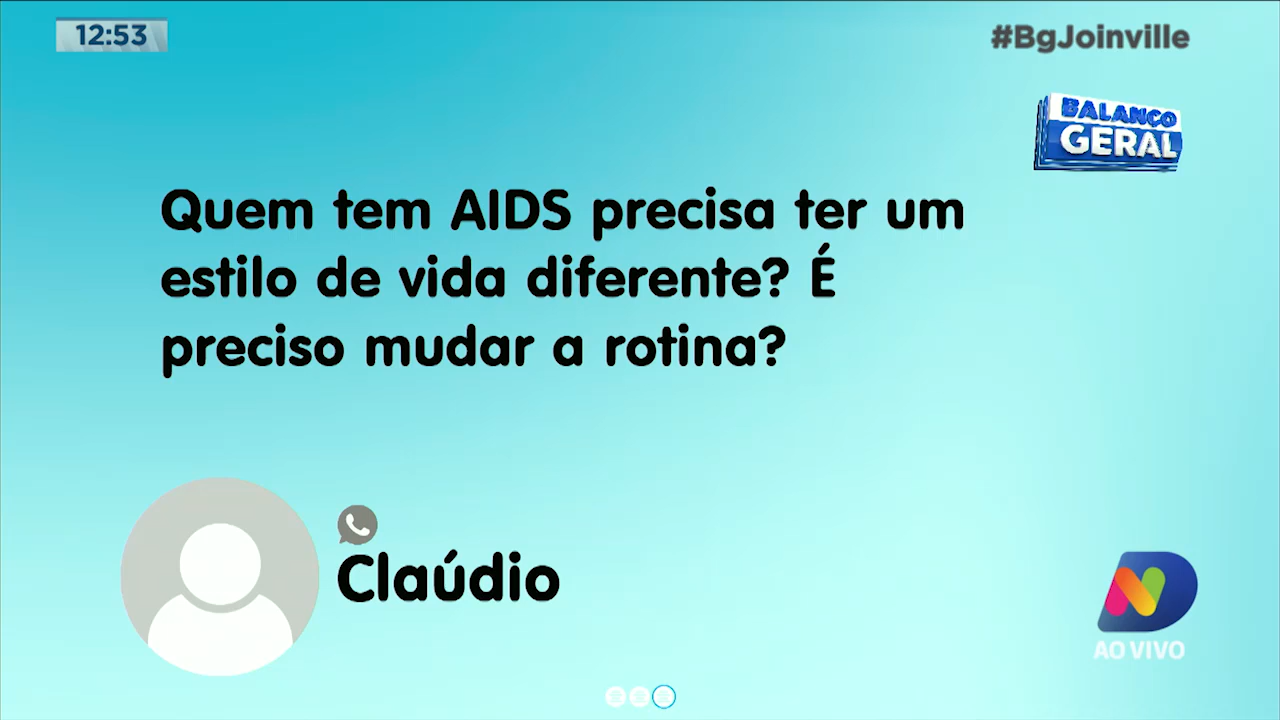 12:53
#BgJoinville
BALANÇO
GERAL
Quem tem AIDS precisa ter um
estilo de vida diferente? É
preciso mudar a rotina?
Claúdio
ND
AO VIVO